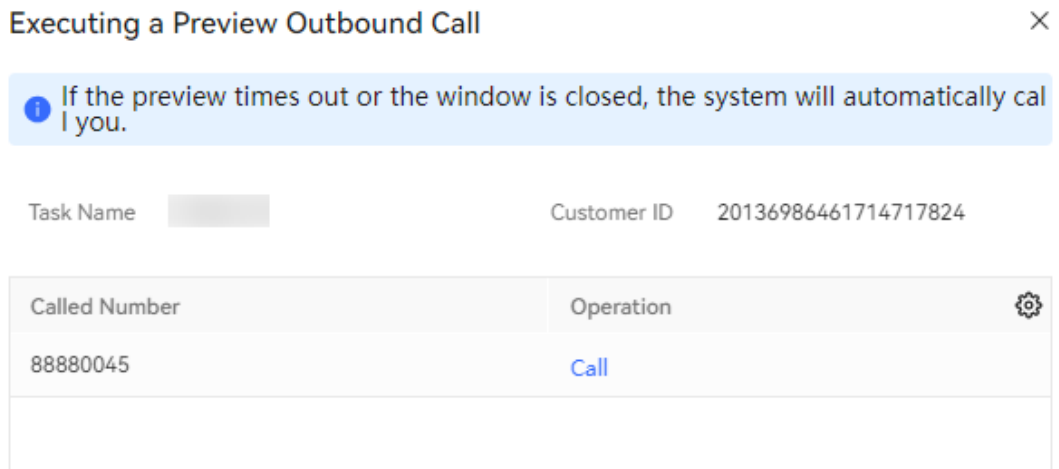 Executing a Preview Outbound Call
If the preview times out or the window is closed, the system will automatically cal
l you.
Task Name
Customer ID 20136986461714717824
Called Number Operation
88880045 Call